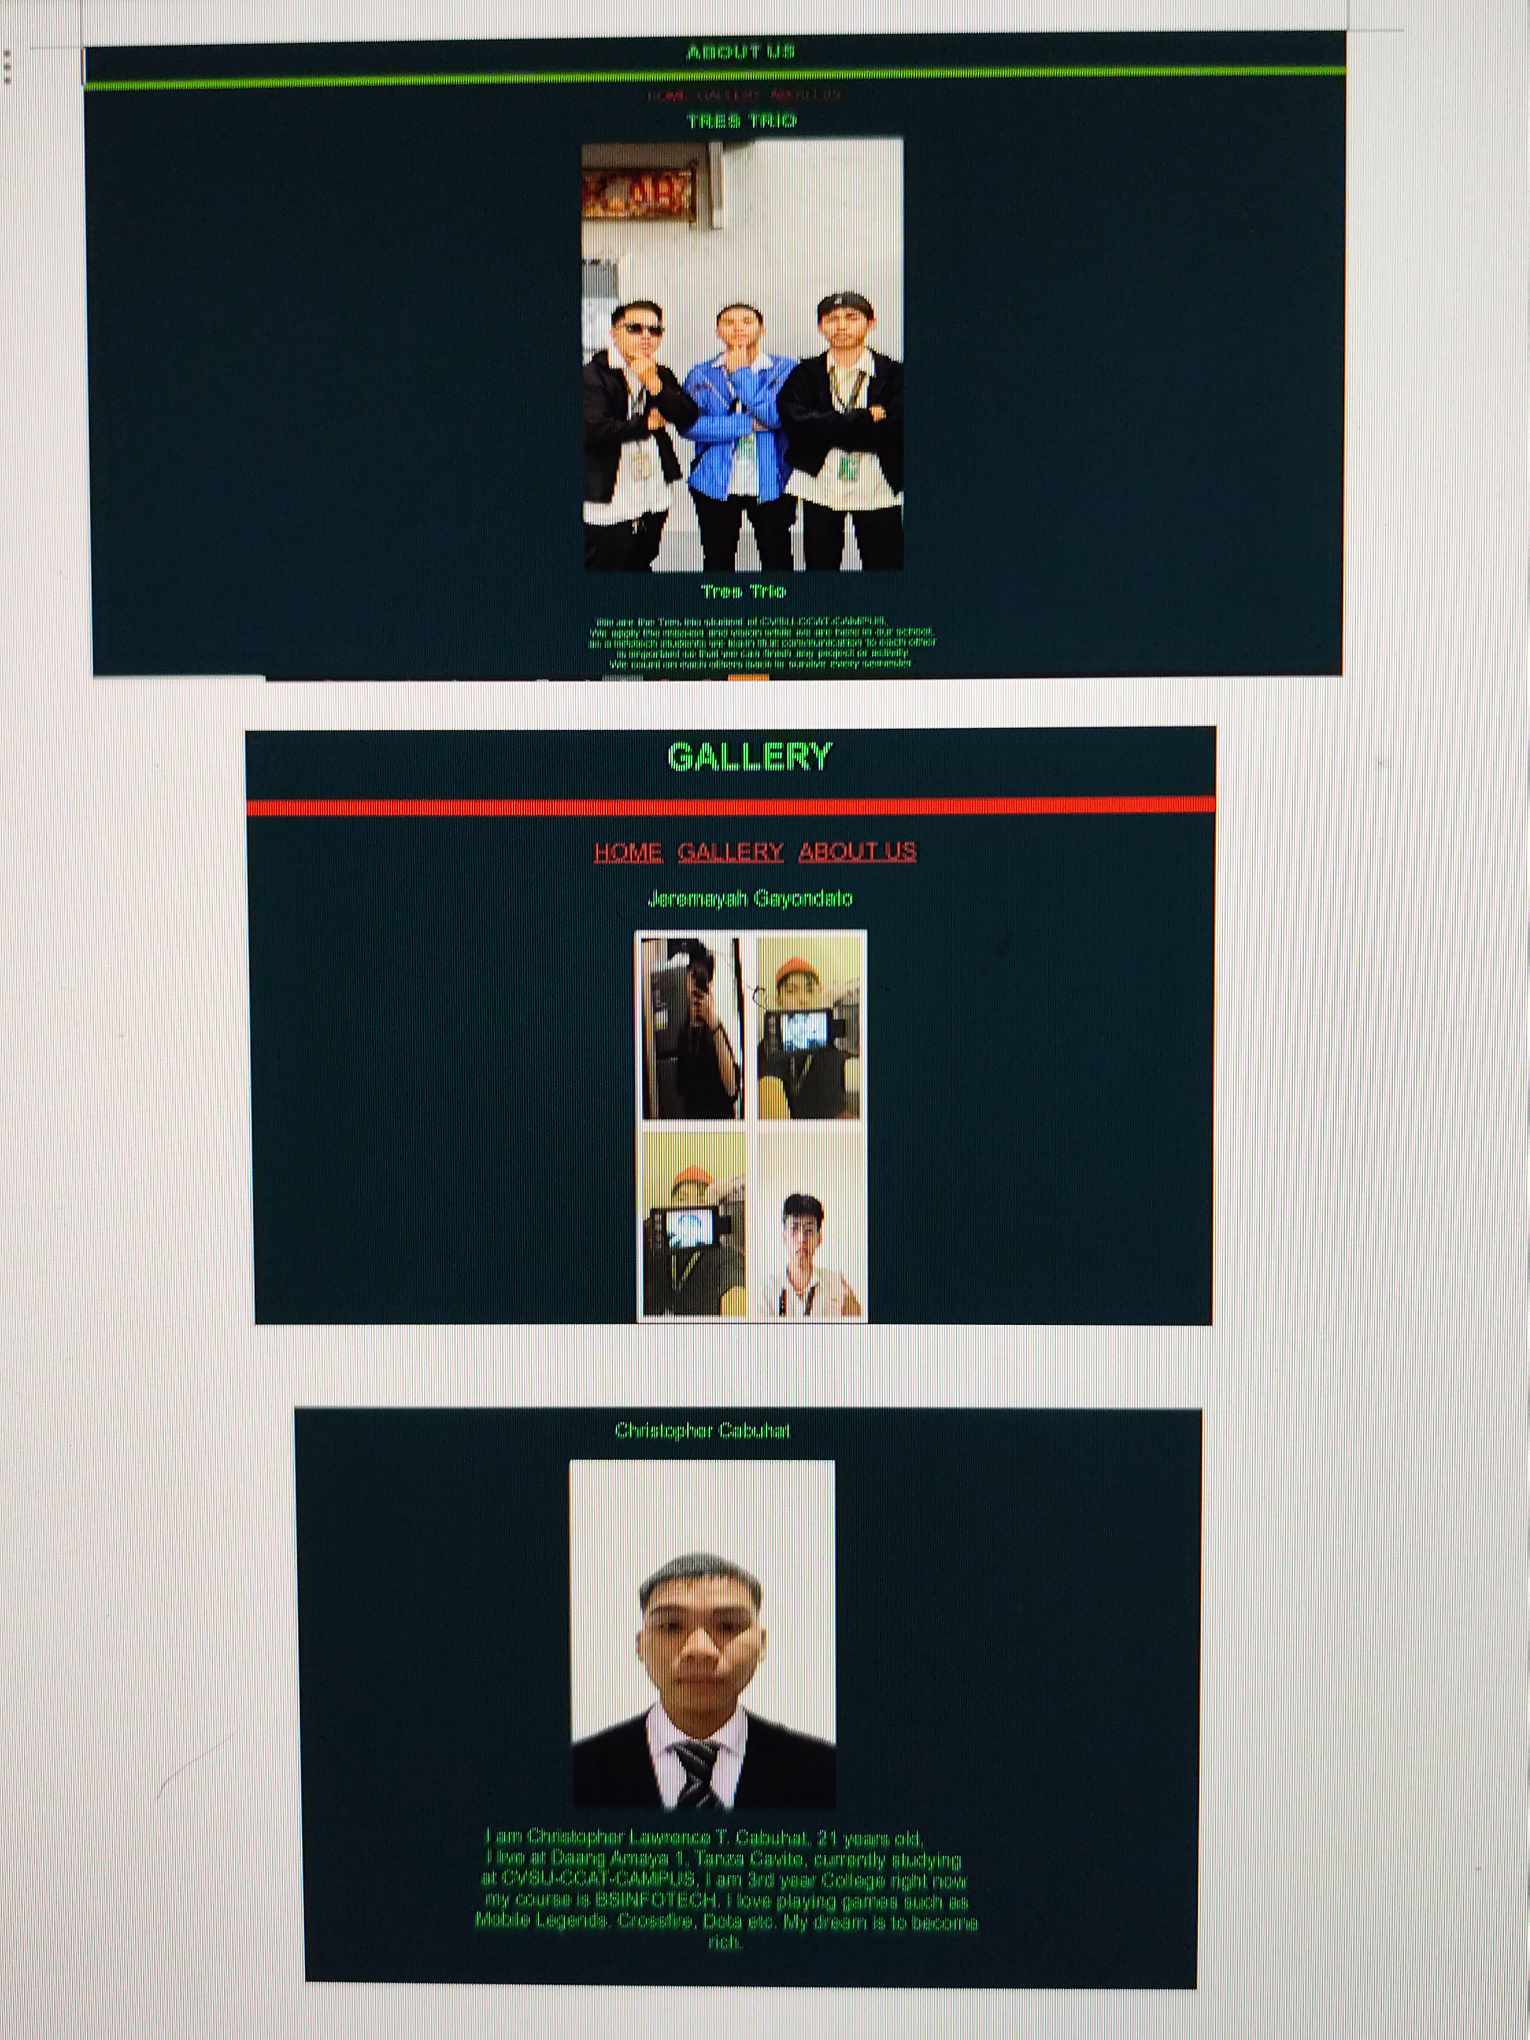 ABOUT US
HOME GALLERY ABOUT US
TRES TRIO
Tres Trio
We are the Tres trio student of CVSU-CCAT-CAMPUS.
We apply the mission and vision while we are here in our school.
as a infotech students we learn that communication to each other
is important so that we can finish any project or activity
We count on each others back to survive every semester
GALLERY
HOME GALLERY ABOUT US
Jeremayah Gayondato
Christopher Cabuhat
I am Christopher Lawrence T. Cabuhat. 21 years old.
I live at Daang Amaya 1, Tanza Cavite, currently studying
at CVSU-CCAT-CAMPUS, I am 3rd year College right now
my course is BSINFOTECH. I love playing games such as
Mobile Legends, Crossfire, Dota etc. My dream is to become
rich.